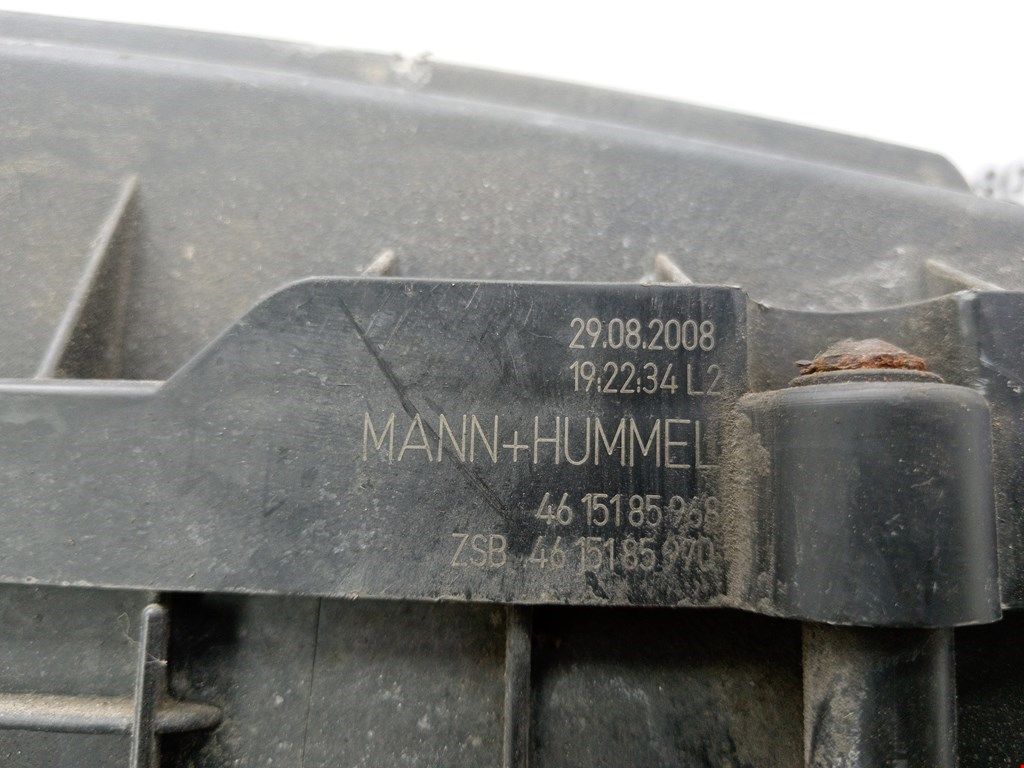 29.08.2008
19:22:34 L2
MANN+HUMMEL
46 151 85 968
ZSB 46 151 85 970